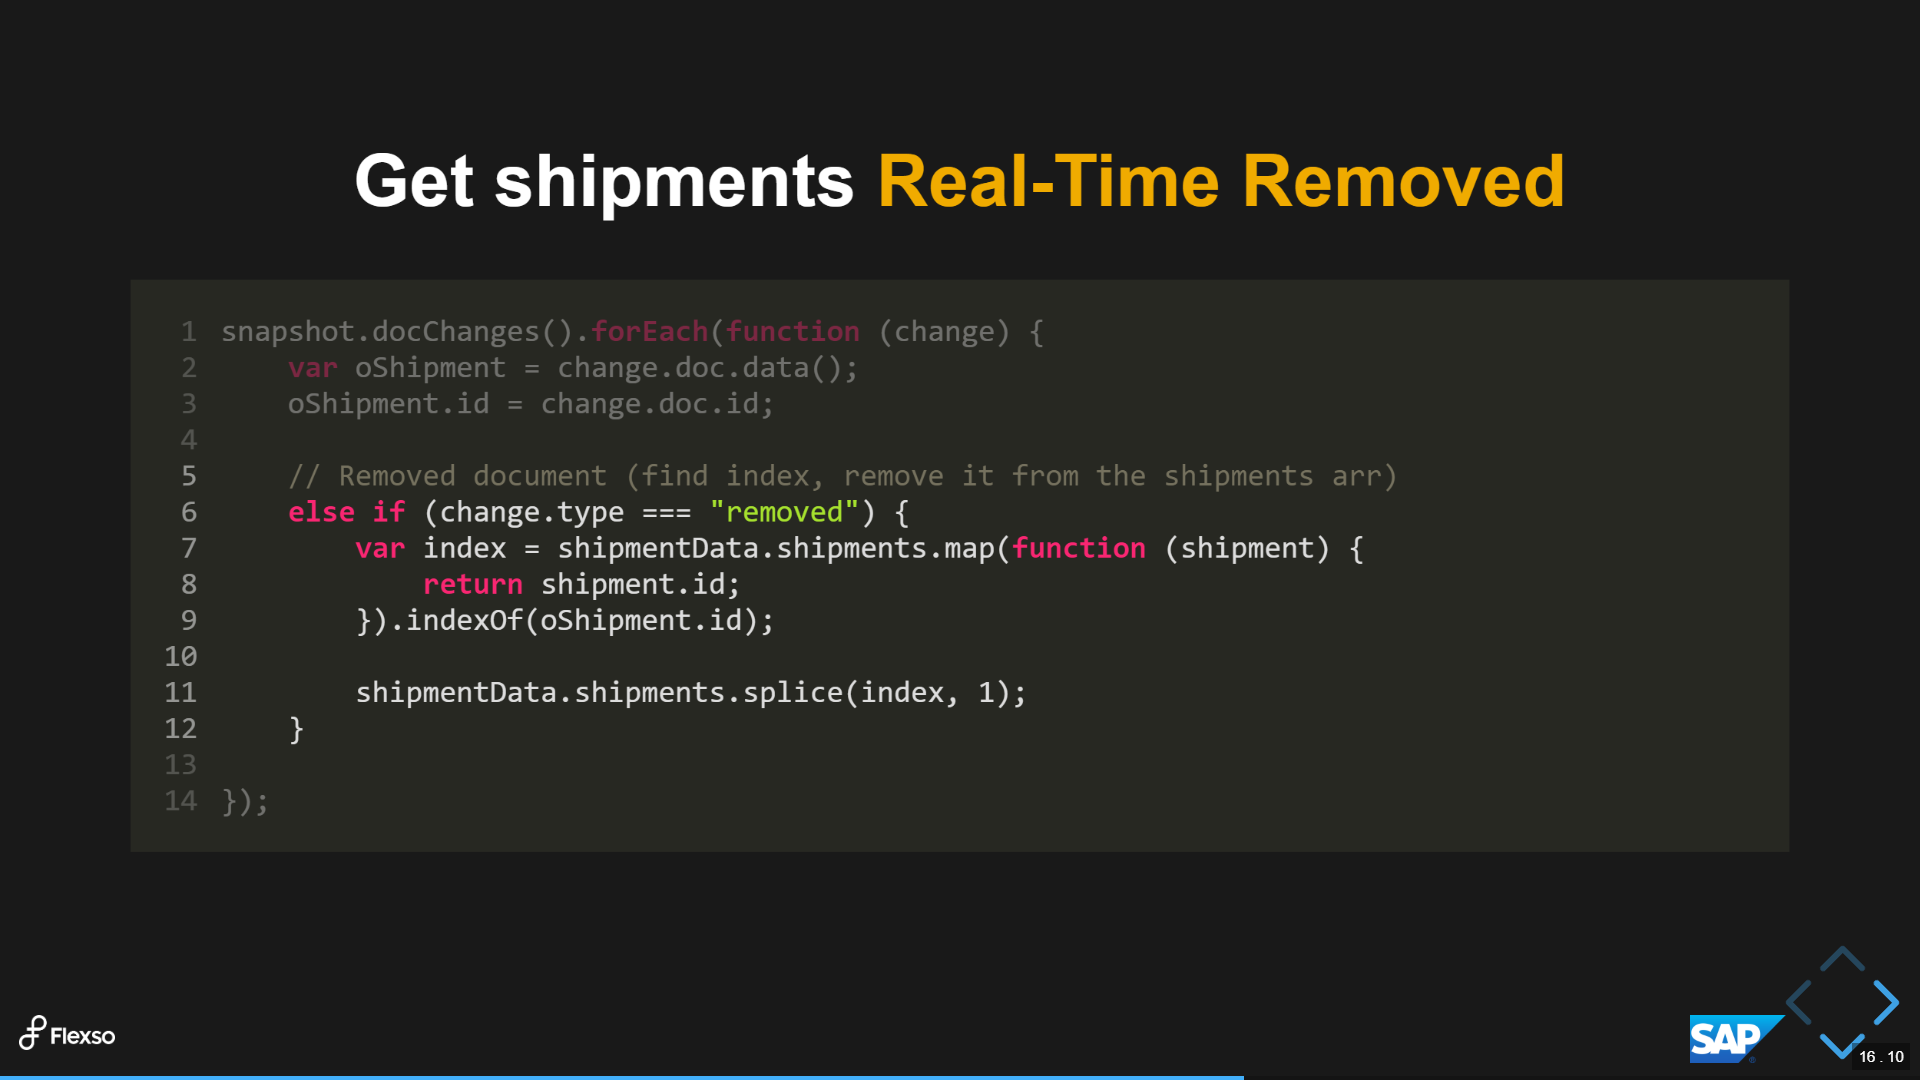 Get shipments Real-Time Removed
1 snapshot.docChanges().forEach(function (change) {
2     var oShipment = change.doc.data();
3     oShipment.id = change.doc.id;
4
5     // Removed document (find index, remove it from the shipments arr)
6     else if (change.type === "removed") {
7         var index = shipmentData.shipments.map(function (shipment) {
8             return shipment.id;
9         }).indexOf(oShipment.id);
10
11         shipmentData.shipments.splice(index, 1);
12     }
13
14 });
Flexso
SAP
16 . 10